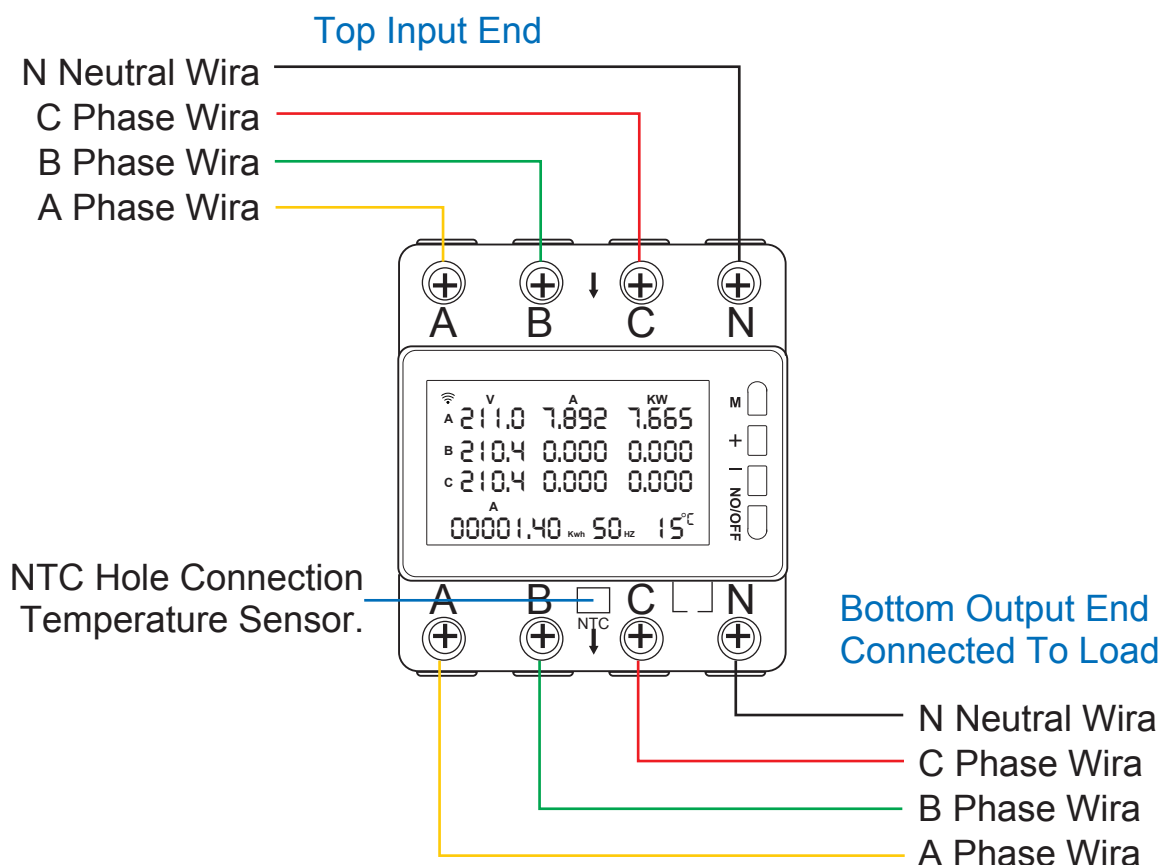 Top Input End
N Neutral Wira
C Phase Wira
B Phase Wira
A Phase Wira
A B C N
V A KW
A 211.0 7.892 7.665
B 210.4 0.000 0.000
C 210.4 0.000 0.000
A
00001.40 Kwh 50 HZ 15°C
M
+
−
NO/OFF
NTC Hole Connection
Temperature Sensor.
A B C N
NTC
Bottom Output End
Connected To Load
N Neutral Wira
C Phase Wira
B Phase Wira
A Phase Wira